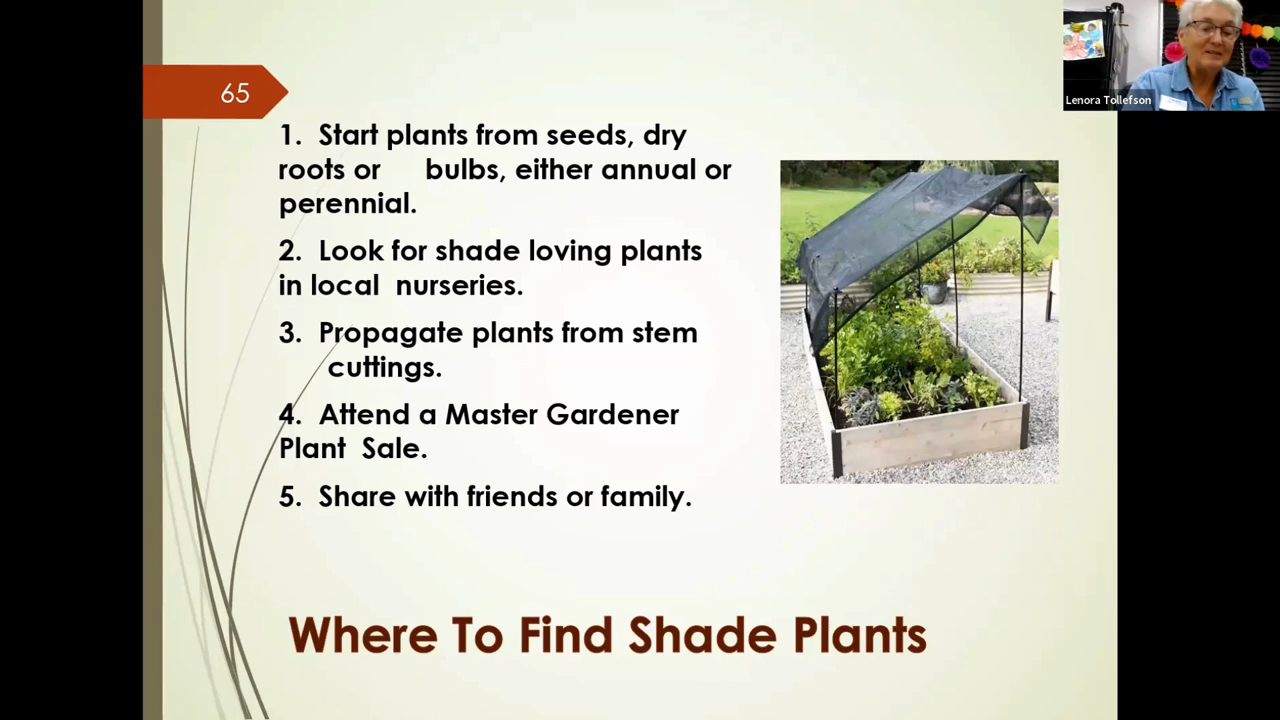 65
1. Start plants from seeds, dry
roots or bulbs, either annual or
perennial.
2. Look for shade loving plants
in local nurseries.
3. Propagate plants from stem
cuttings.
4. Attend a Master Gardener
Plant Sale.
5. Share with friends or family.
Where To Find Shade Plants
Lenora Tollefson